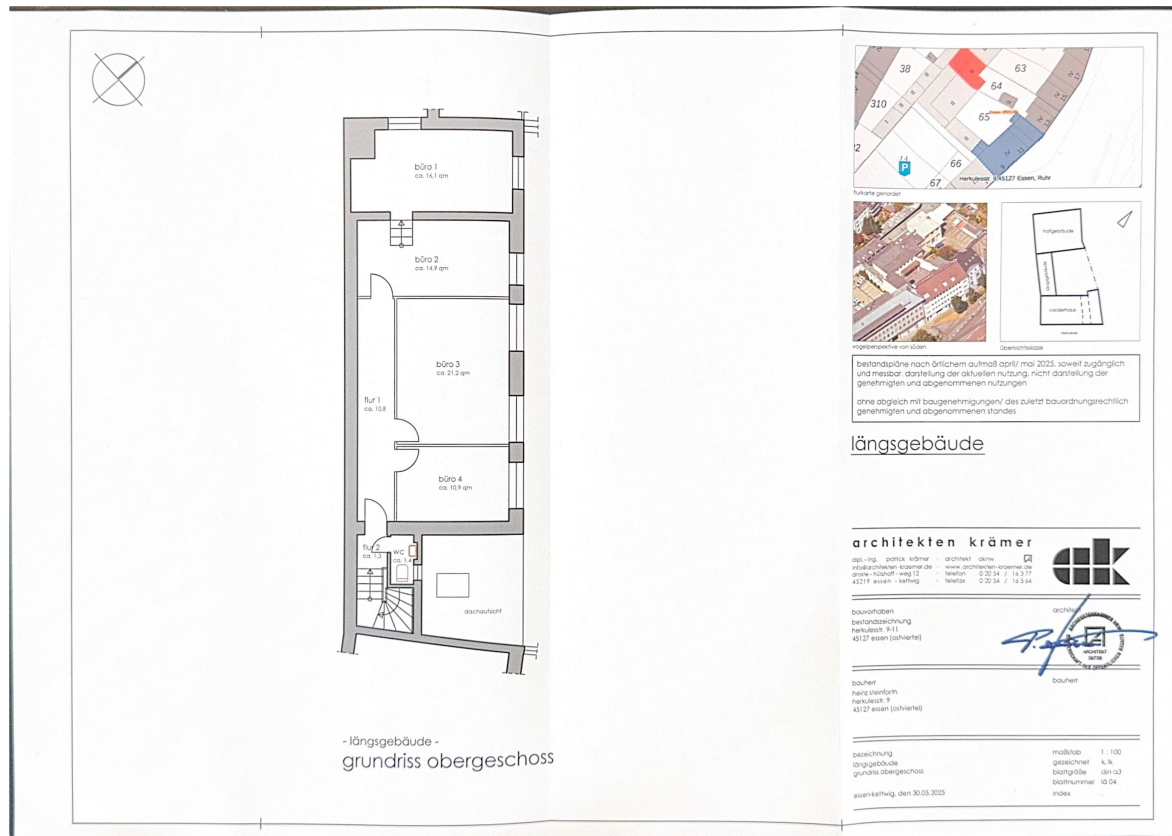 büro 1
ca. 16,1 qm
büro 2
ca. 14,9 qm
büro 3
ca. 21,2 qm
flur 1
ca. 10,8
büro 4
ca. 10,9 qm
flur 2
ca. 1,3
wc
ca. 1,4
dachaufsicht
- längsgebäude -
grundriss obergeschoss
38
63
64
310
65
66
67
P
Herkulesstr. 9,45127 Essen, Ruhr
flurkarte genordet
vogelperspektive von süden
hofgebäude
längsgebäude
vorderhaus
übersichtsskizze
bestandspläne nach örtlichem aufmaß april/ mai 2025, soweit zugänglich
und messbar, darstellung der aktuellen nutzung, nicht darstellung der
genehmigten und abgenommenen nutzungen
ohne abgleich mit baugenehmigungen/ des zuletzt bauordnungsrechtlich
genehmigten und abgenommenen standes
längsgebäude
architekten krämer
dipl.- ing. patrick krämer - architekt aknw
info@architekten-kraemer.de - www.architekten-kraemer.de
droste - hülshoff - weg 12 - telefon 0 20 54 / 16 3 77
45219 essen - kettwig - telefax 0 20 54 / 16 5 64
bauvorhaben
bestandszeichnung
herkulesstr. 9-11
45127 essen (ostviertel)
architekt
ARCHITEKT
bauherr
heinz steinforth
herkulesstr. 9
45127 essen (ostviertel)
bauherr
bezeichnung
längsgebäude
grundriss obergeschoss
essen-kettwig, den 30.05.2025
maßstab 1 : 100
gezeichnet k, lk
blattgröße din a3
blattnummer lä 04
index